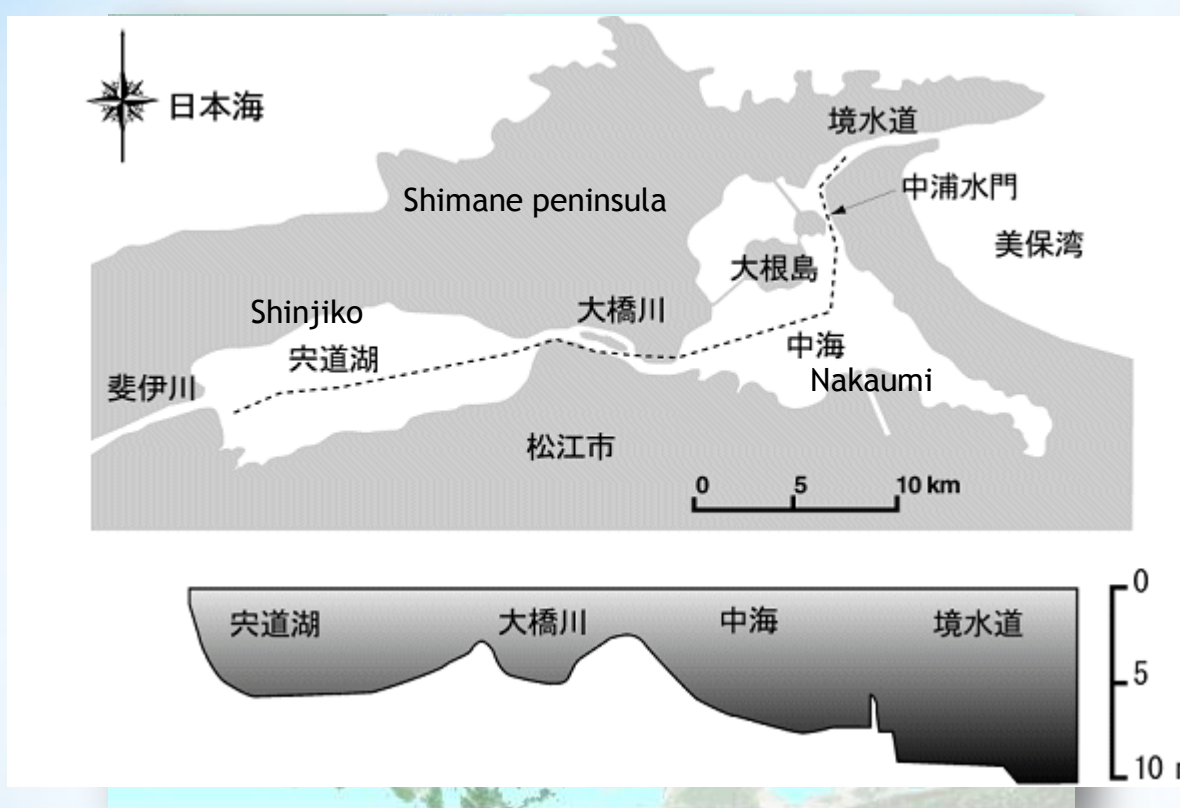 日本海
境水道
Shimane peninsula
中浦水門
美保湾
大根島
Shinjiko
大橋川
宍道湖
中海
斐伊川
Nakaumi
松江市
0 5 10 km
宍道湖 大橋川 中海 境水道
0
5
10 m